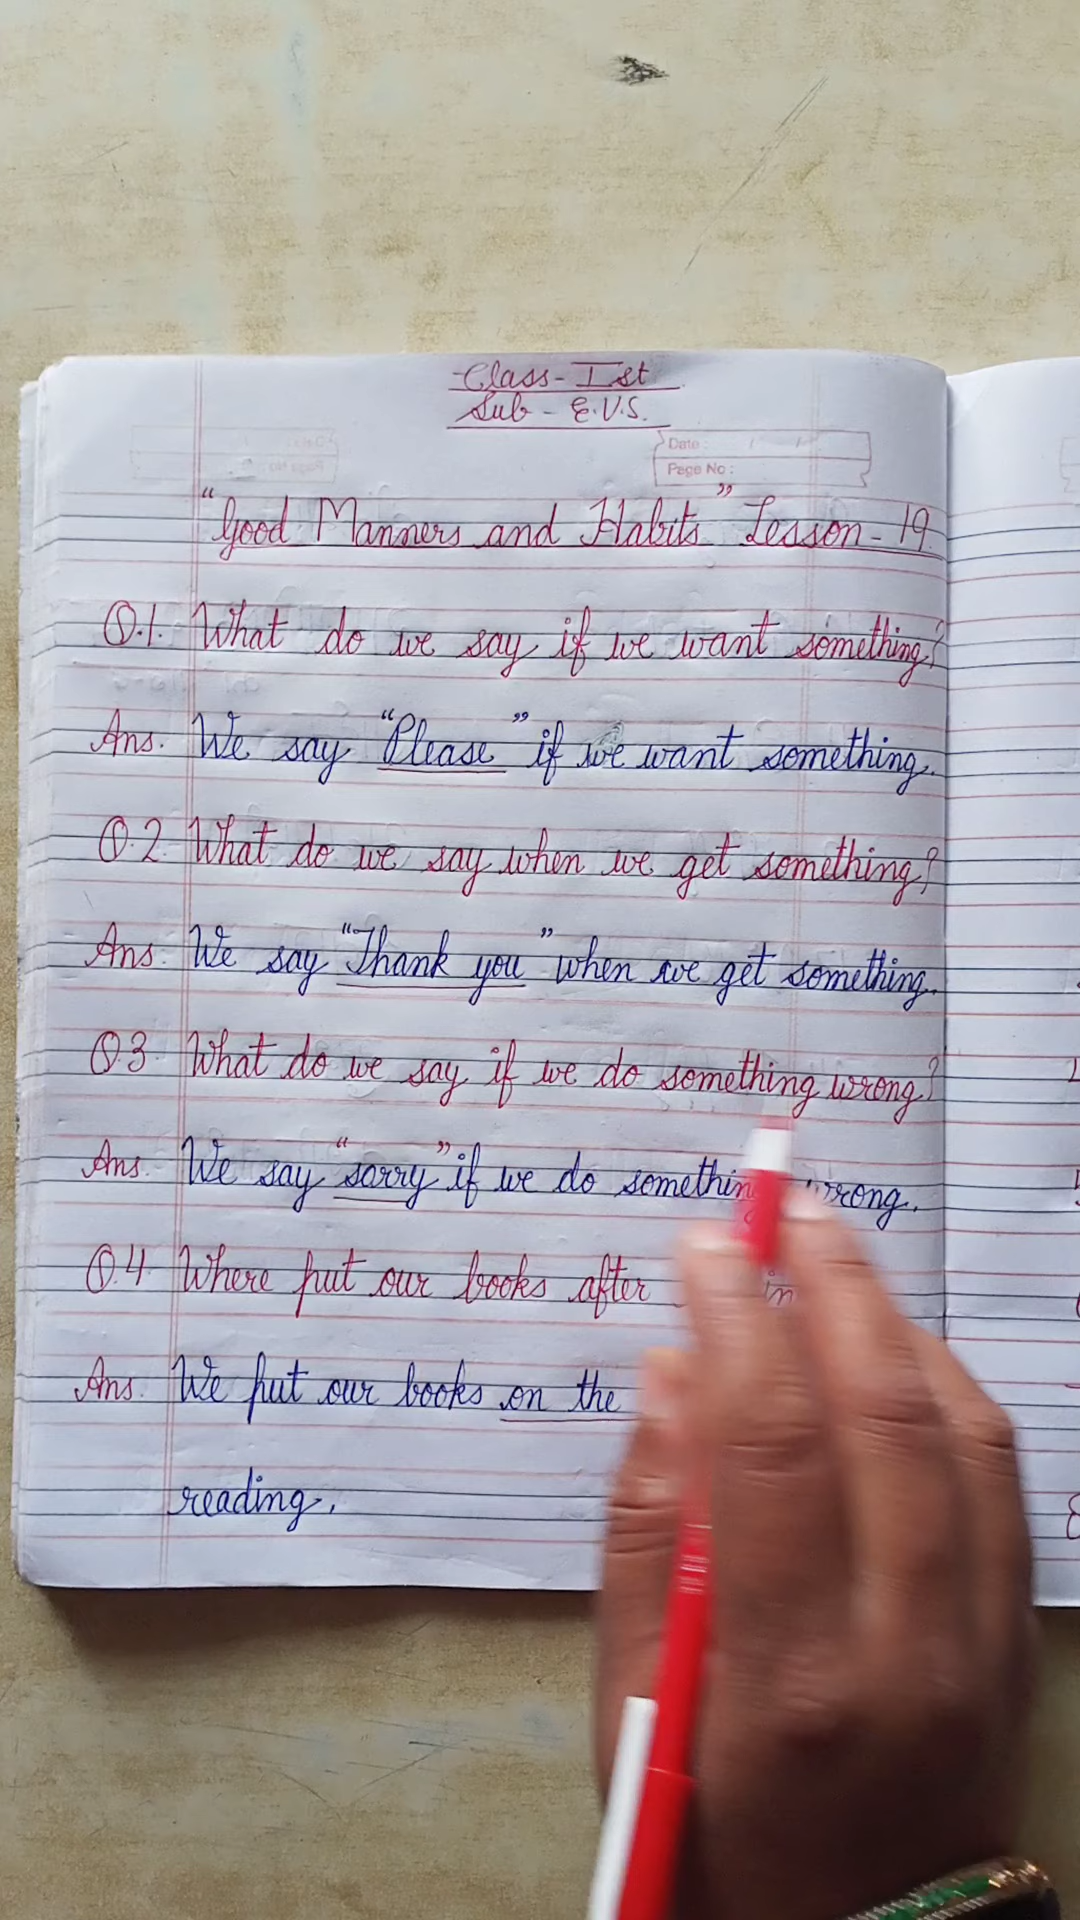 Class - Ist
Sub - E.V.S.
Date : / /
Page No :
"Good Manners and Habits" Lesson - 19.
Q.1. What do we say if we want something?
Ans. We say "Please" if we want something.
Q.2. What do we say when we get something?
Ans. We say "Thank you" when we get something.
Q.3 What do we say if we do something wrong?
Ans. We say "sorry" if we do something wrong.
Q.4. Where put our books after
Ans. We put our books on the
reading.